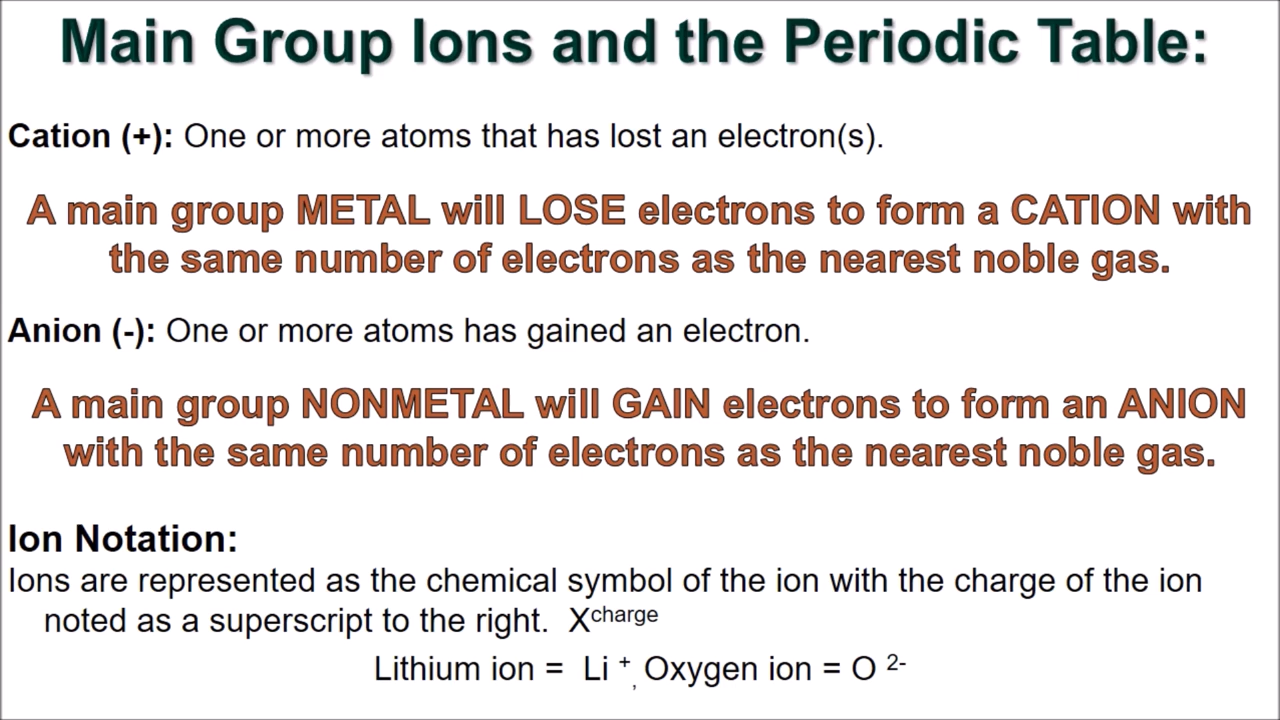 Main Group Ions and the Periodic Table:
Cation (+): One or more atoms that has lost an electron(s).
A main group METAL will LOSE electrons to form a CATION with
the same number of electrons as the nearest noble gas.
Anion (-): One or more atoms has gained an electron.
A main group NONMETAL will GAIN electrons to form an ANION
with the same number of electrons as the nearest noble gas.
Ion Notation:
Ions are represented as the chemical symbol of the ion with the charge of the ion
noted as a superscript to the right. X^charge
Lithium ion = Li ⁺, Oxygen ion = O ²⁻